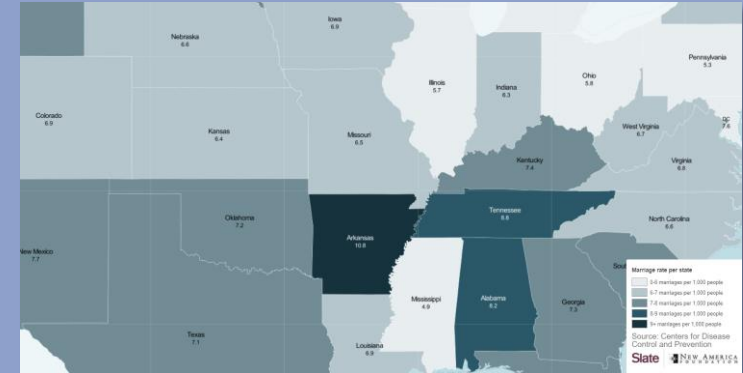 Iowa
6.9
Nebraska
6.6
Pennsylvania
5.3
Ohio
5.8
Illinois
5.7
Indiana
6.3
Colorado
6.9
DC
7.6
West Virginia
6.7
Kansas
6.4
Missouri
6.5
Kentucky
7.4
Virginia
6.8
Tennessee
8.8
Oklahoma
7.2
North Carolina
6.6
Arkansas
10.8
New Mexico
7.7
Mississippi
4.9
Alabama
8.2
Georgia
7.3
Texas
7.1
Louisiana
6.9
Marriage rate per state
0-6 marriages per 1,000 people
6-7 marriages per 1,000 people
7-8 marriages per 1,000 people
8-9 marriages per 1,000 people
9+ marriages per 1,000 people
Source: Centers for Disease
Control and Prevention
Slate
NEW AMERICA
FOUNDATION